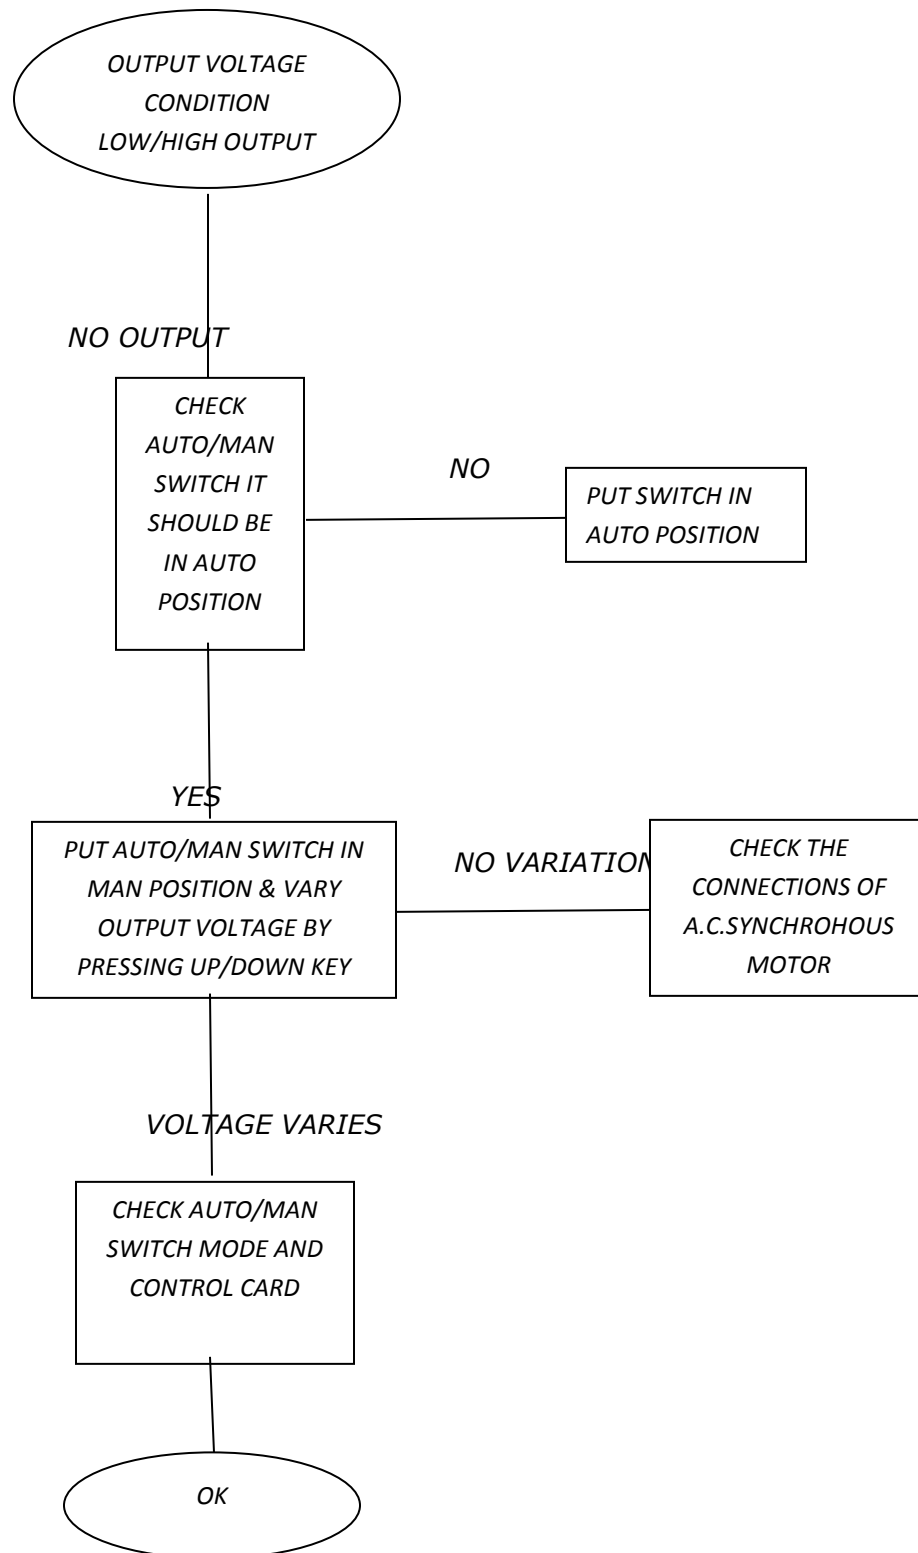 OUTPUT VOLTAGE
CONDITION
LOW/HIGH OUTPUT
NO OUTPUT
CHECK
AUTO/MAN
SWITCH IT
SHOULD BE
IN AUTO
POSITION
NO
PUT SWITCH IN
AUTO POSITION
YES
PUT AUTO/MAN SWITCH IN
MAN POSITION & VARY
OUTPUT VOLTAGE BY
PRESSING UP/DOWN KEY
NO VARIATION
CHECK THE
CONNECTIONS OF
A.C.SYNCHROHOUS
MOTOR
VOLTAGE VARIES
CHECK AUTO/MAN
SWITCH MODE AND
CONTROL CARD
OK